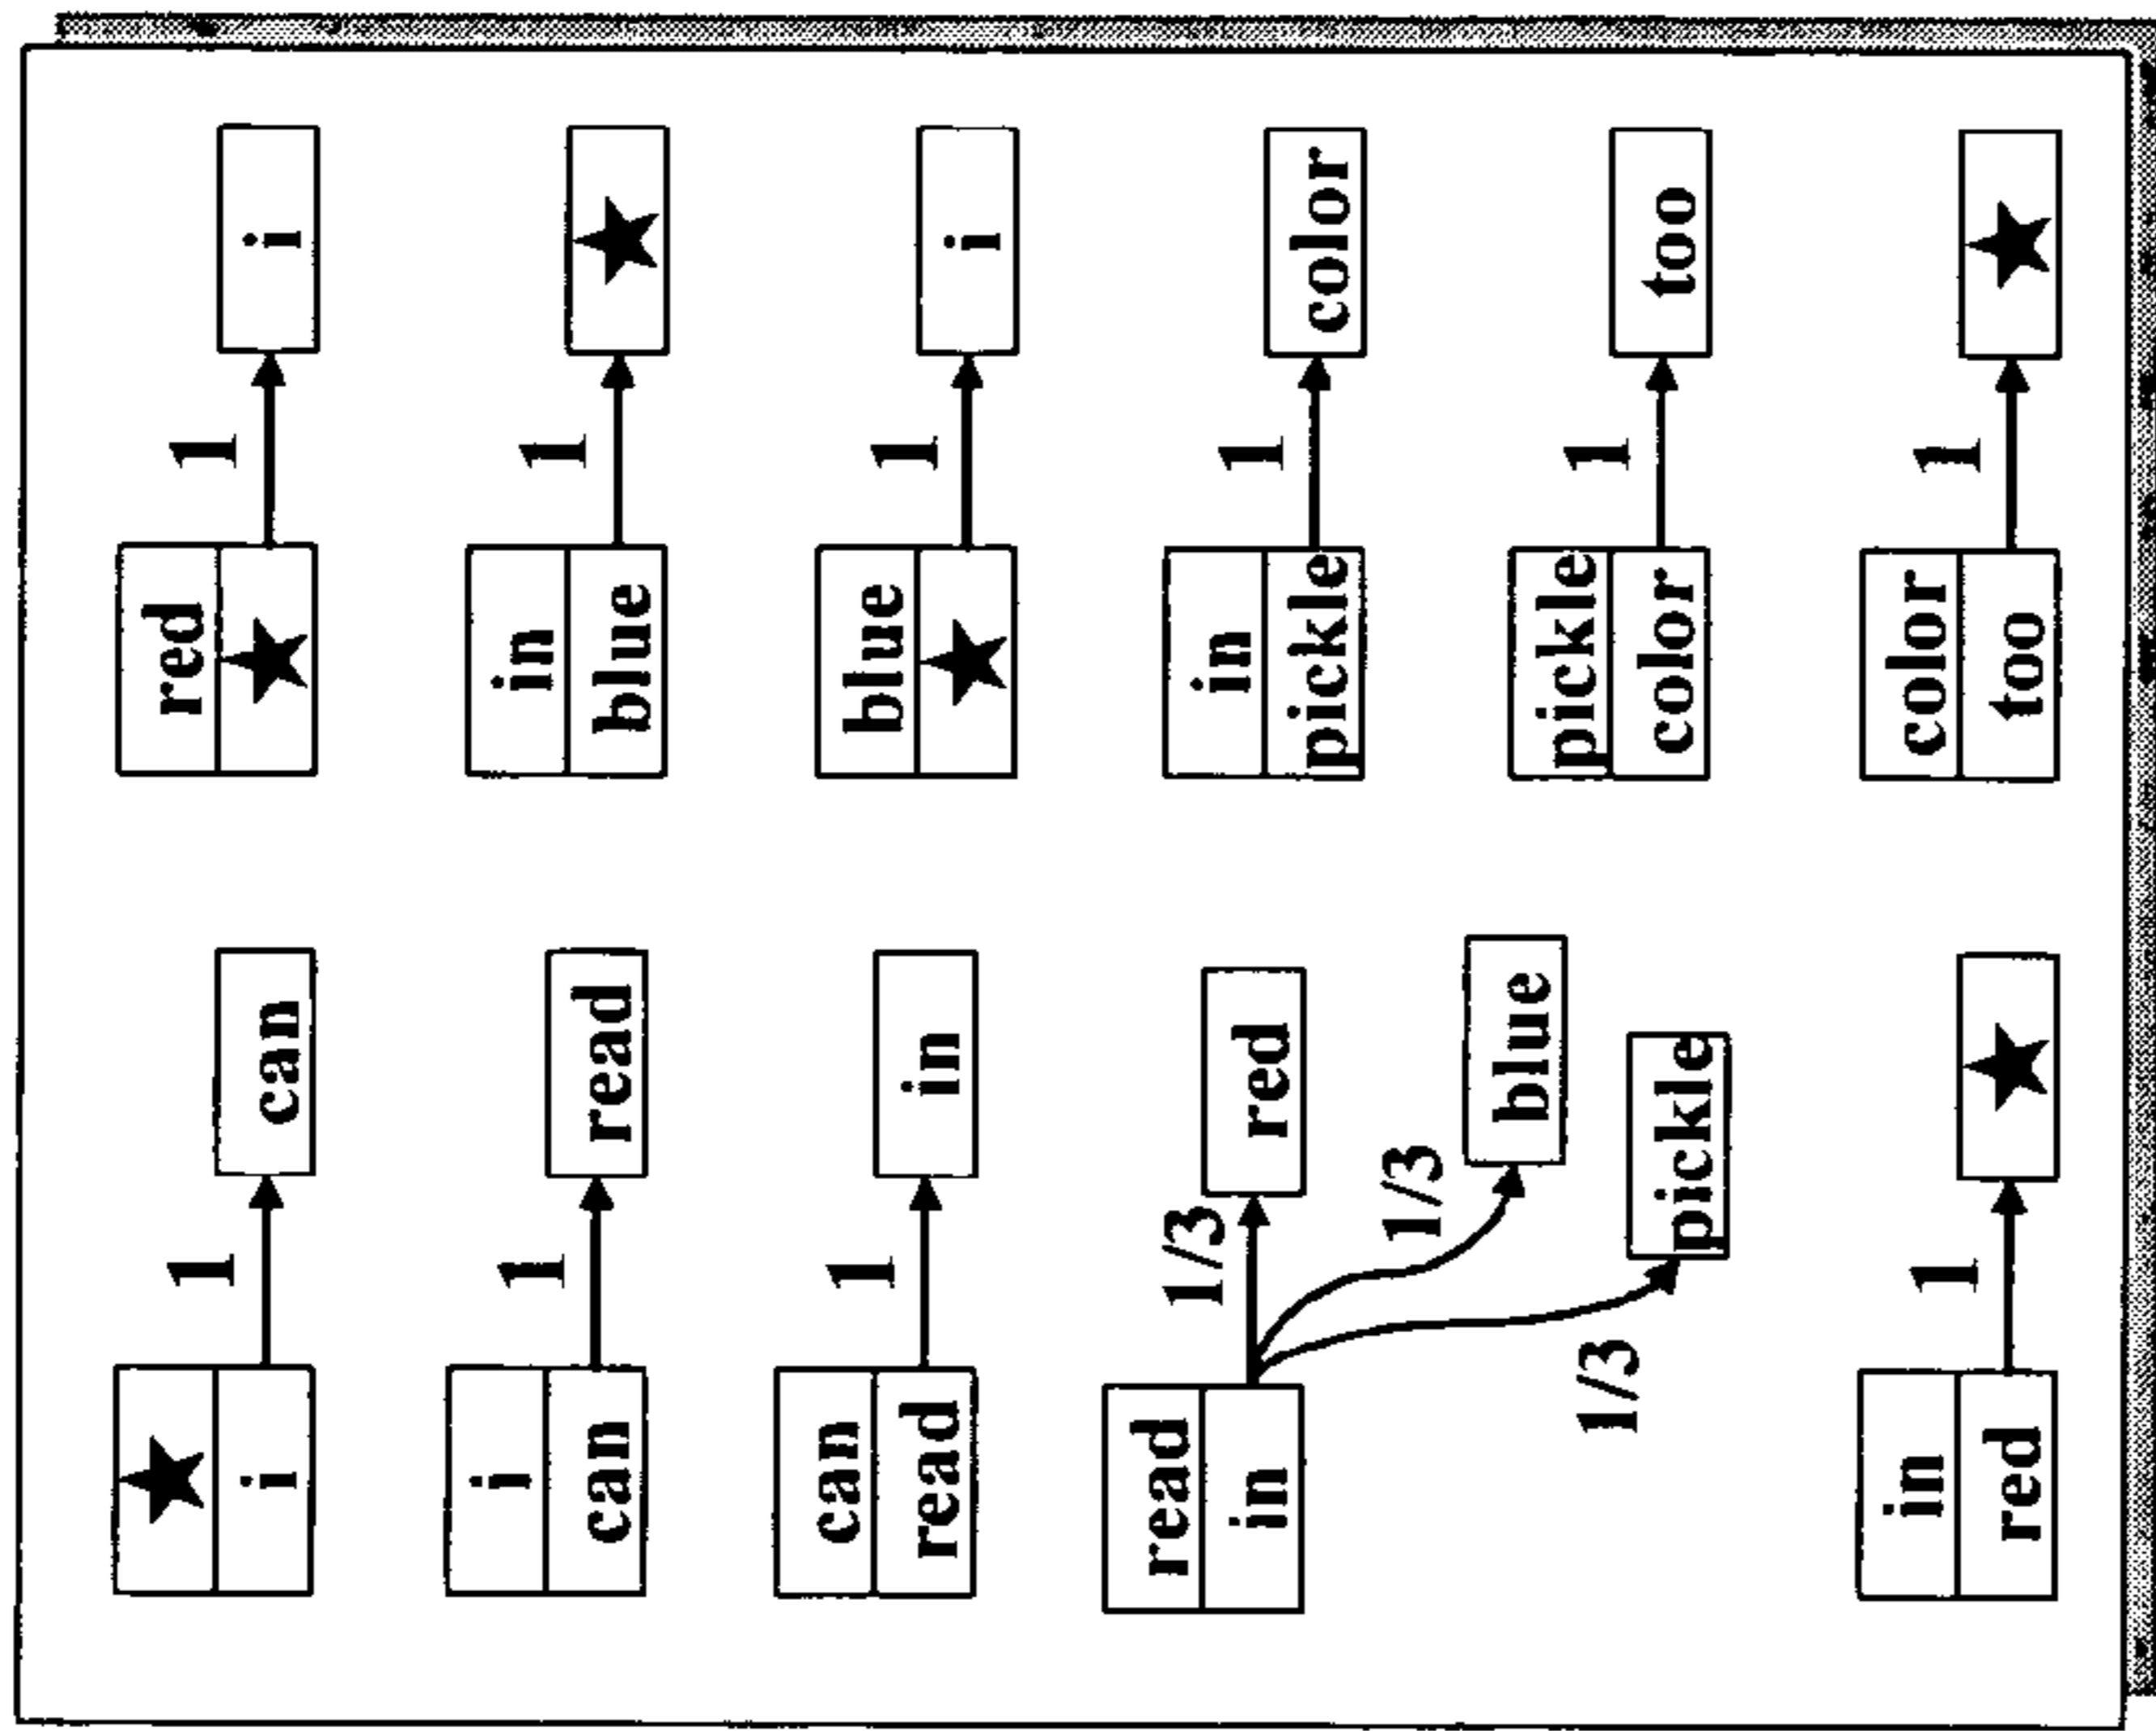 ★
i
1
can
i
can
1
read
can
read
1
in
read
in
1/3
red
1/3
blue
1/3
pickle
in
red
1
★
red
★
1
i
in
blue
1
★
blue
★
1
i
in
pickle
1
color
pickle
color
1
too
color
too
1
★